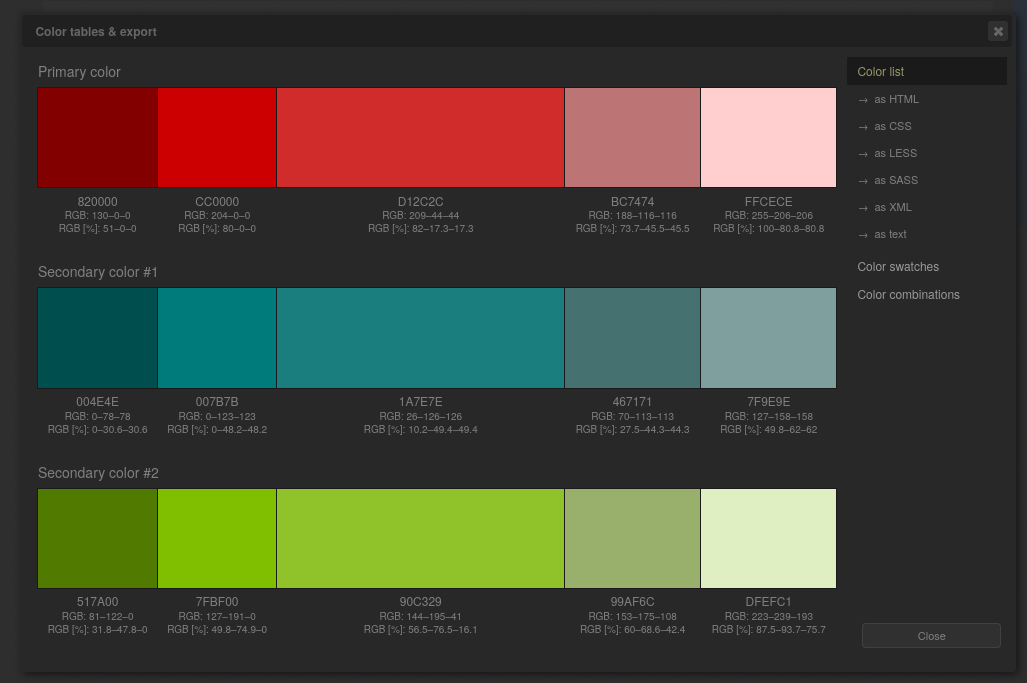 Color tables & export
Primary color
820000
RGB: 130–0–0
RGB [%]: 51–0–0
CC0000
RGB: 204–0–0
RGB [%]: 80–0–0
D12C2C
RGB: 209–44–44
RGB [%]: 82–17.3–17.3
BC7474
RGB: 188–116–116
RGB [%]: 73.7–45.5–45.5
FFCECE
RGB: 255–206–206
RGB [%]: 100–80.8–80.8
Secondary color #1
004E4E
RGB: 0–78–78
RGB [%]: 0–30.6–30.6
007B7B
RGB: 0–123–123
RGB [%]: 0–48.2–48.2
1A7E7E
RGB: 26–126–126
RGB [%]: 10.2–49.4–49.4
467171
RGB: 70–113–113
RGB [%]: 27.5–44.3–44.3
7F9E9E
RGB: 127–158–158
RGB [%]: 49.8–62–62
Secondary color #2
517A00
RGB: 81–122–0
RGB [%]: 31.8–47.8–0
7FBF00
RGB: 127–191–0
RGB [%]: 49.8–74.9–0
90C329
RGB: 144–195–41
RGB [%]: 56.5–76.5–16.1
99AF6C
RGB: 153–175–108
RGB [%]: 60–68.6–42.4
DFEFC1
RGB: 223–239–193
RGB [%]: 87.5–93.7–75.7
Color list
→ as HTML
→ as CSS
→ as LESS
→ as SASS
→ as XML
→ as text
Color swatches
Color combinations
Close